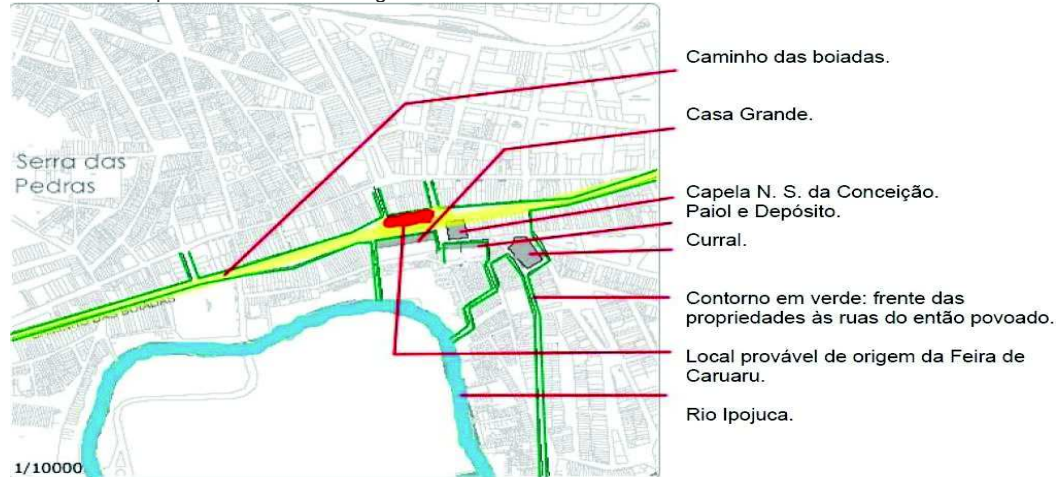 Caminho das boiadas.
Casa Grande.
Serra das
Pedras
Capela N. S. da Conceição.
Paiol e Depósito.
Curral.
Contorno em verde: frente das
propriedades às ruas do então povoado.
Local provável de origem da Feira de
Caruaru.
Rio Ipojuca.
1/10000